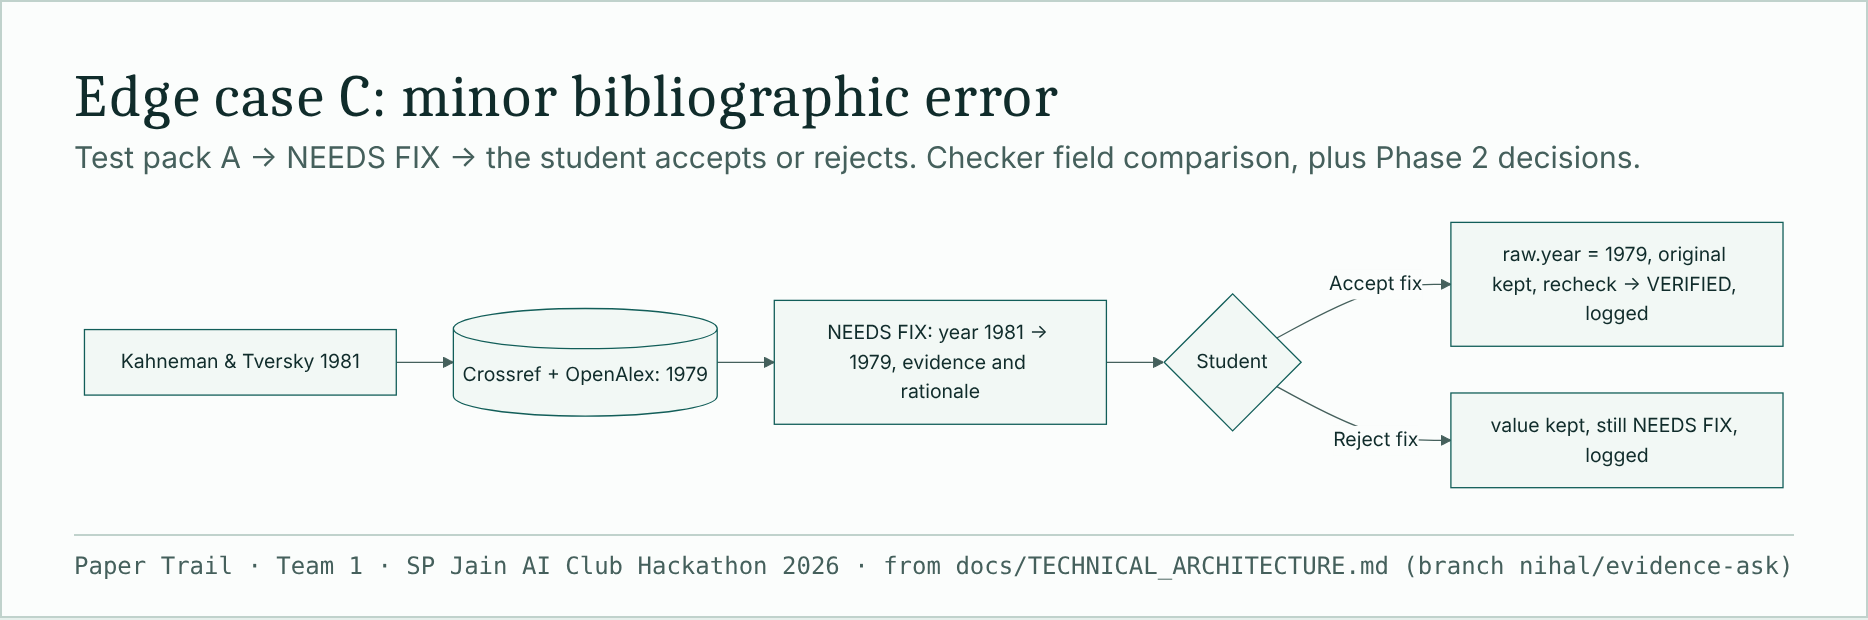 Edge case C: minor bibliographic error
Test pack A → NEEDS FIX → the student accepts or rejects. Checker field comparison, plus Phase 2 decisions.
Kahneman & Tversky 1981
Crossref + OpenAlex: 1979
NEEDS FIX: year 1981 →
1979, evidence and
rationale
Student
Accept fix
raw.year = 1979, original
kept, recheck → VERIFIED,
logged
Reject fix
value kept, still NEEDS FIX,
logged
Paper Trail · Team 1 · SP Jain AI Club Hackathon 2026 · from docs/TECHNICAL_ARCHITECTURE.md (branch nihal/evidence-ask)